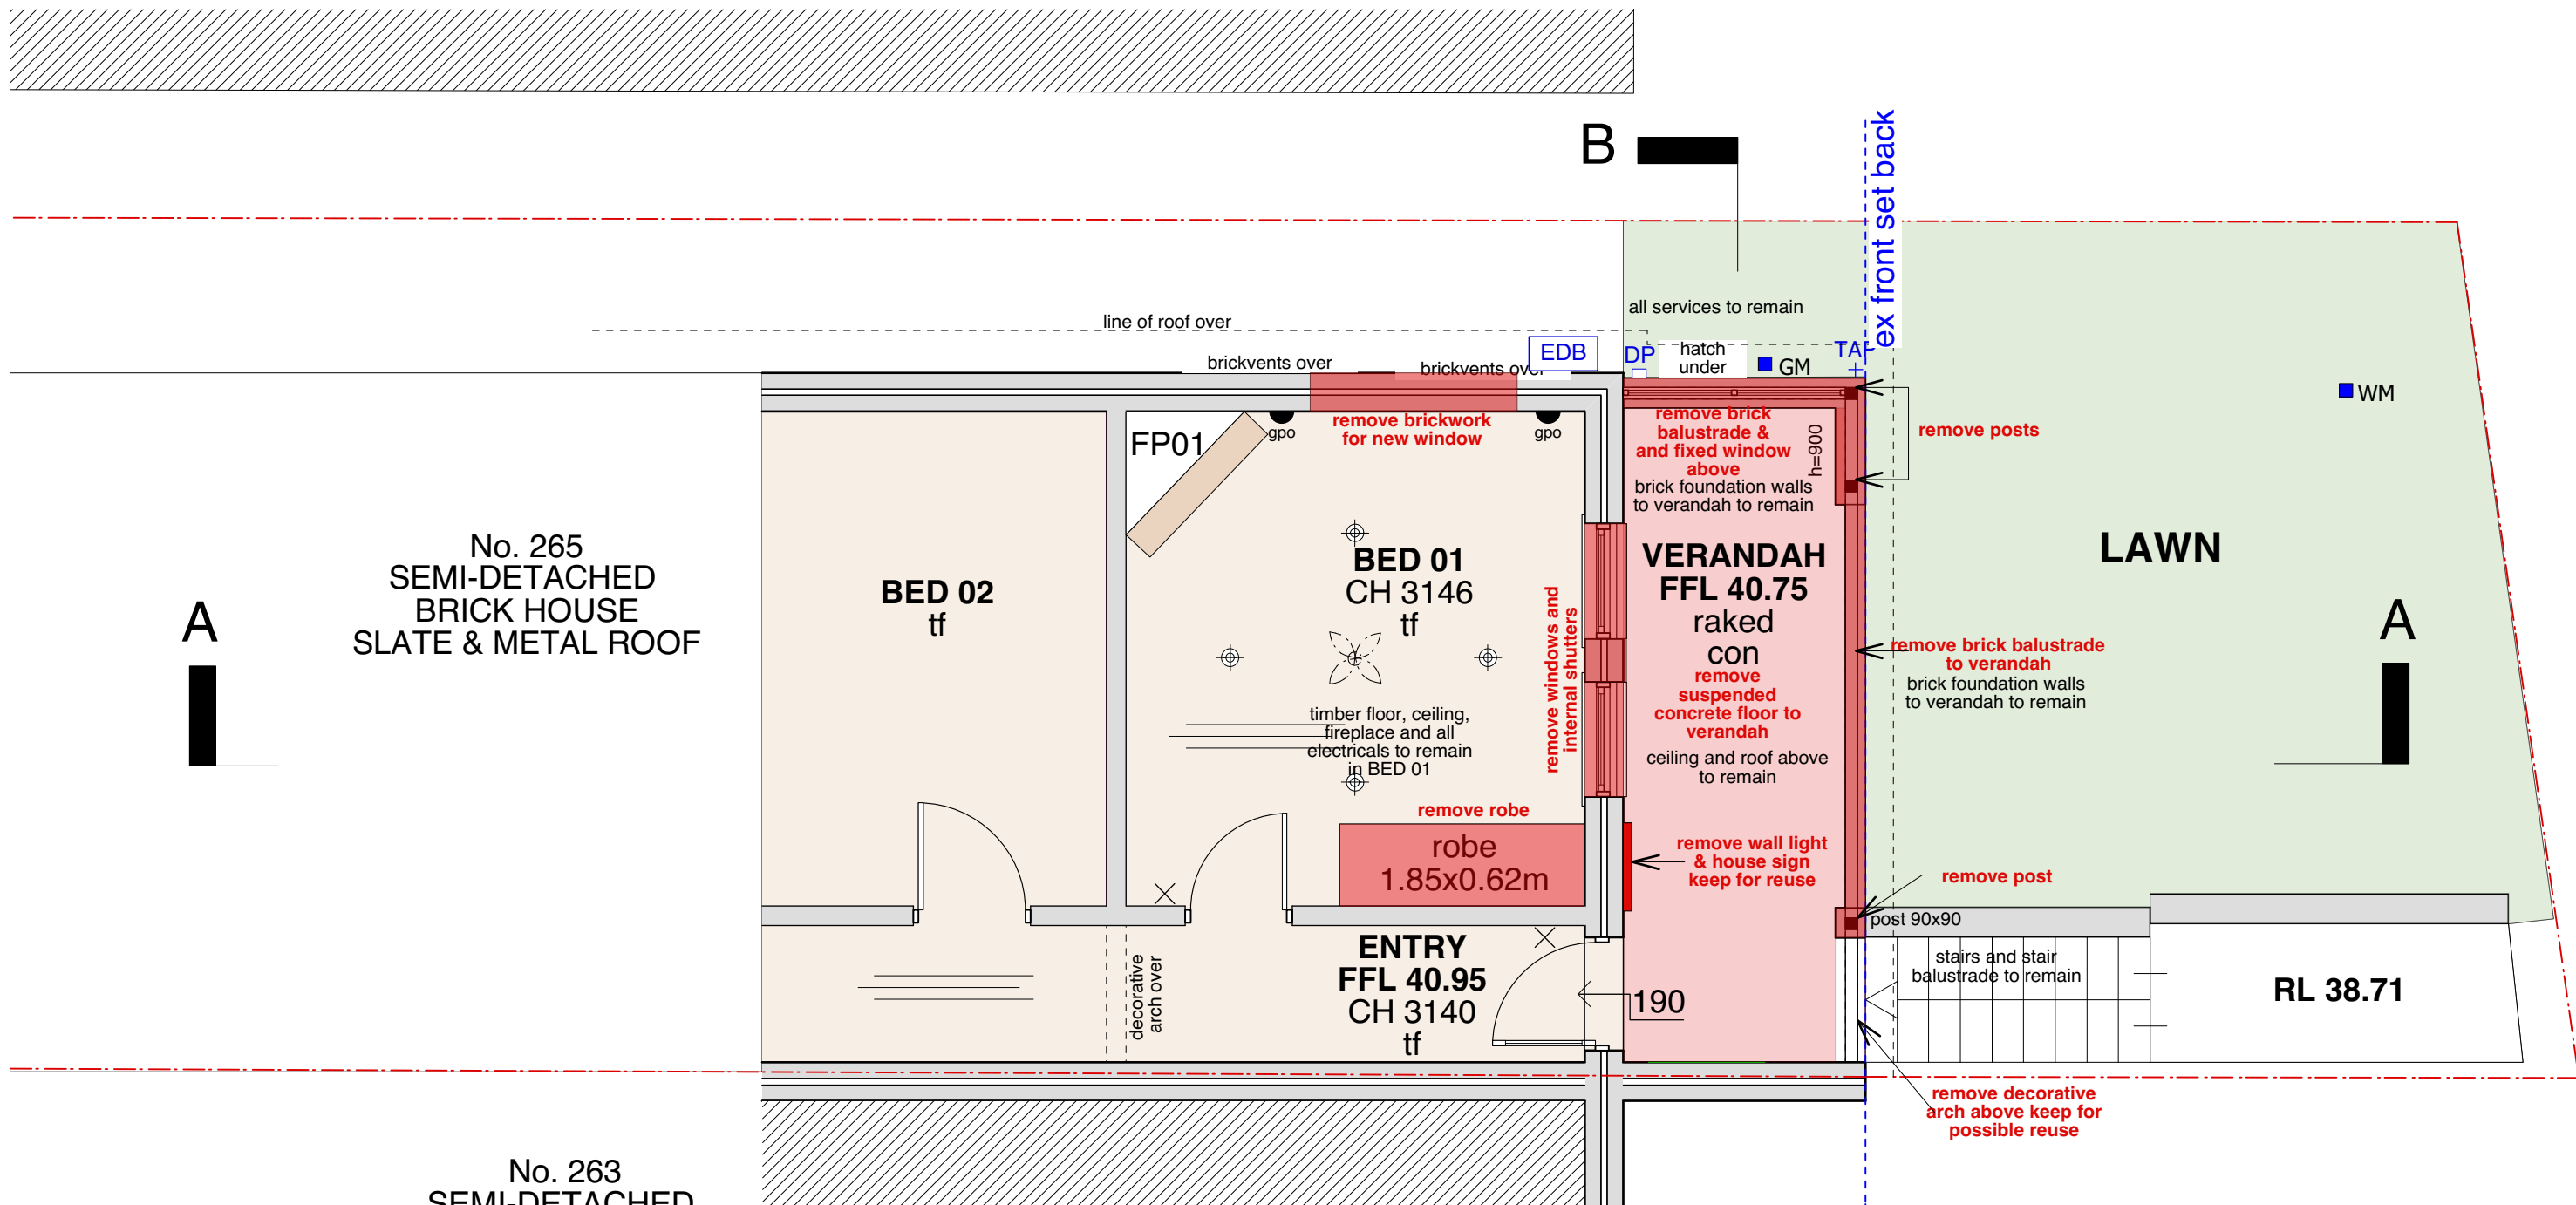 B
ex front set back
all services to remain
line of roof over
brickvents over
brickvents over
EDB
DP
hatch
under
GM
TAP
WM
FP01
gpo
remove brickwork
for new window
gpo
remove brick
balustrade &
and fixed window
above
brick foundation walls
to verandah to remain
h=900
remove posts
No. 265
SEMI-DETACHED
BRICK HOUSE
SLATE & METAL ROOF
A
BED 02
tf
BED 01
CH 3146
tf
timber floor, ceiling,
fireplace and all
electricals to remain
in BED 01
remove windows and
internal shutters
VERANDAH
FFL 40.75
raked
con
remove
suspended
concrete floor to
verandah
ceiling and roof above
to remain
LAWN
remove brick balustrade
to verandah
brick foundation walls
to verandah to remain
A
remove robe
robe
1.85x0.62m
remove wall light
& house sign
keep for reuse
remove post
post 90x90
decorative
arch over
ENTRY
FFL 40.95
CH 3140
tf
190
stairs and stair
balustrade to remain
RL 38.71
remove decorative
arch above keep for
possible reuse
No. 263
SEMI-DETACHED